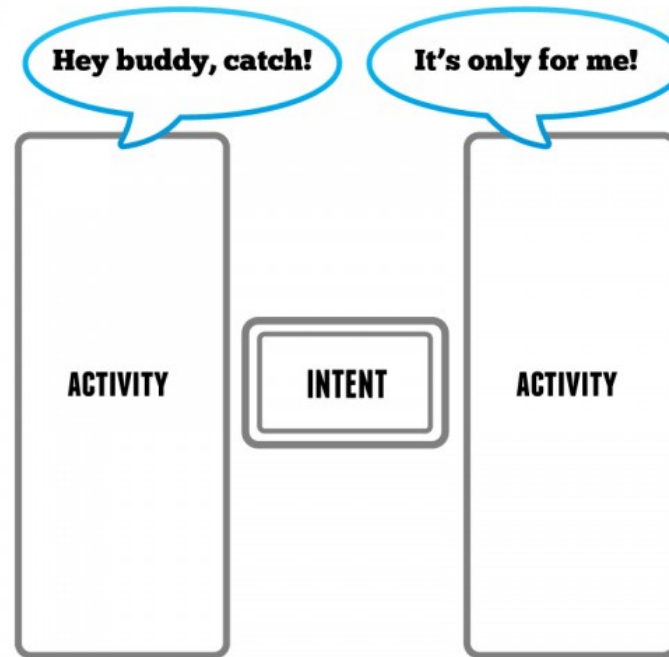 Hey buddy, catch!
It's only for me!
ACTIVITY
INTENT
ACTIVITY